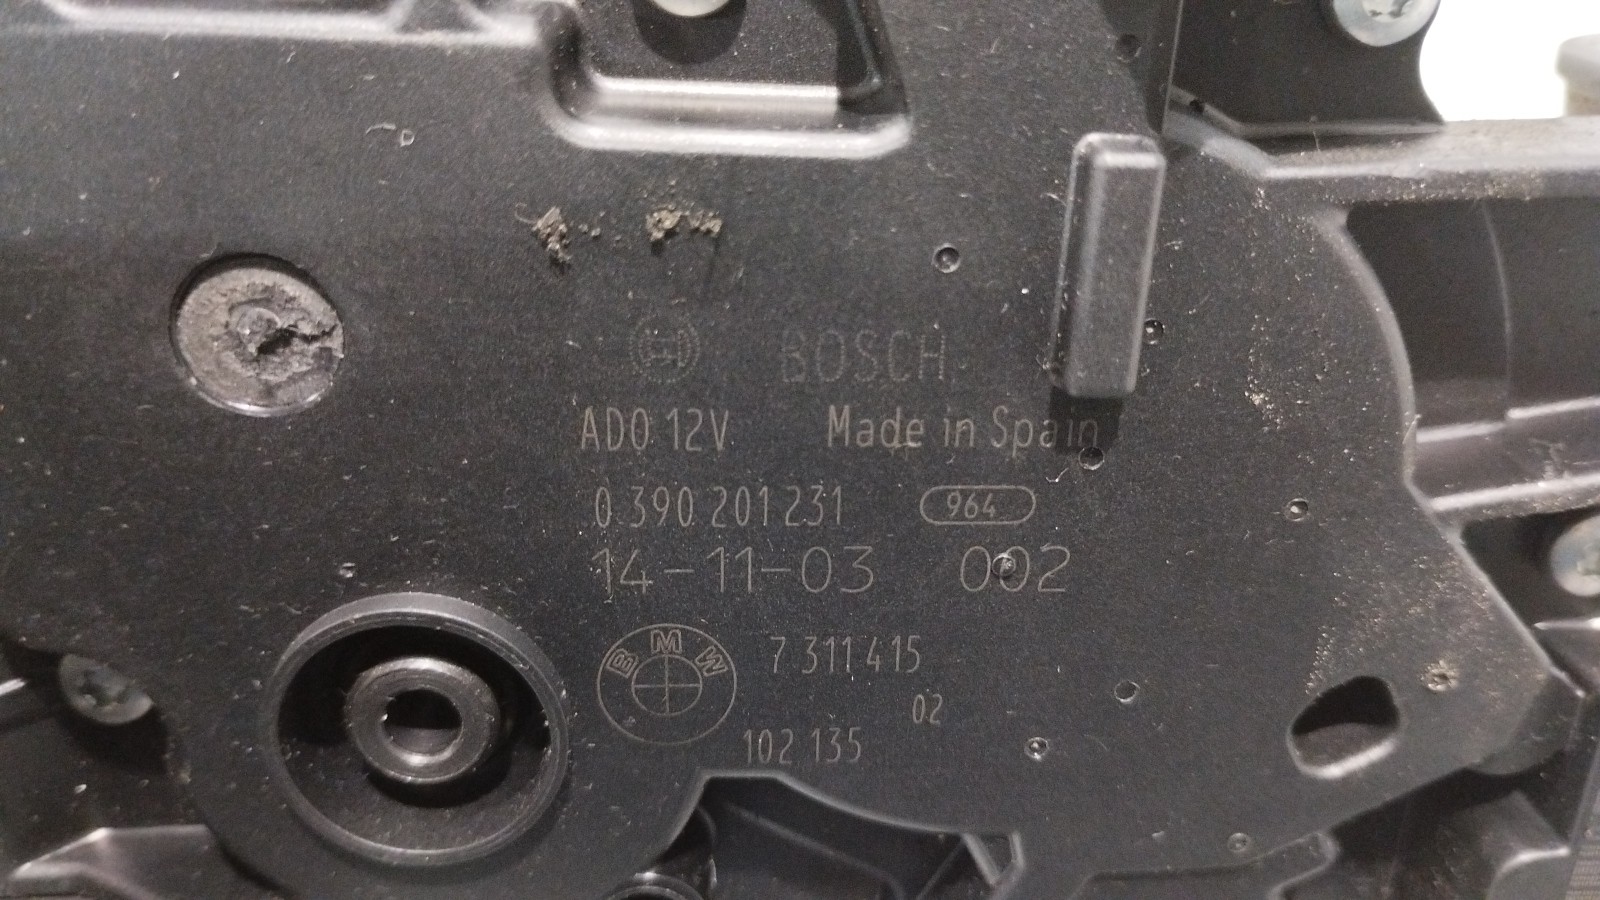 BOSCH
ADO 12V Made in Spain
0 390 201 231 964
14-11-03 002
BMW 7 311 415
02
102 135